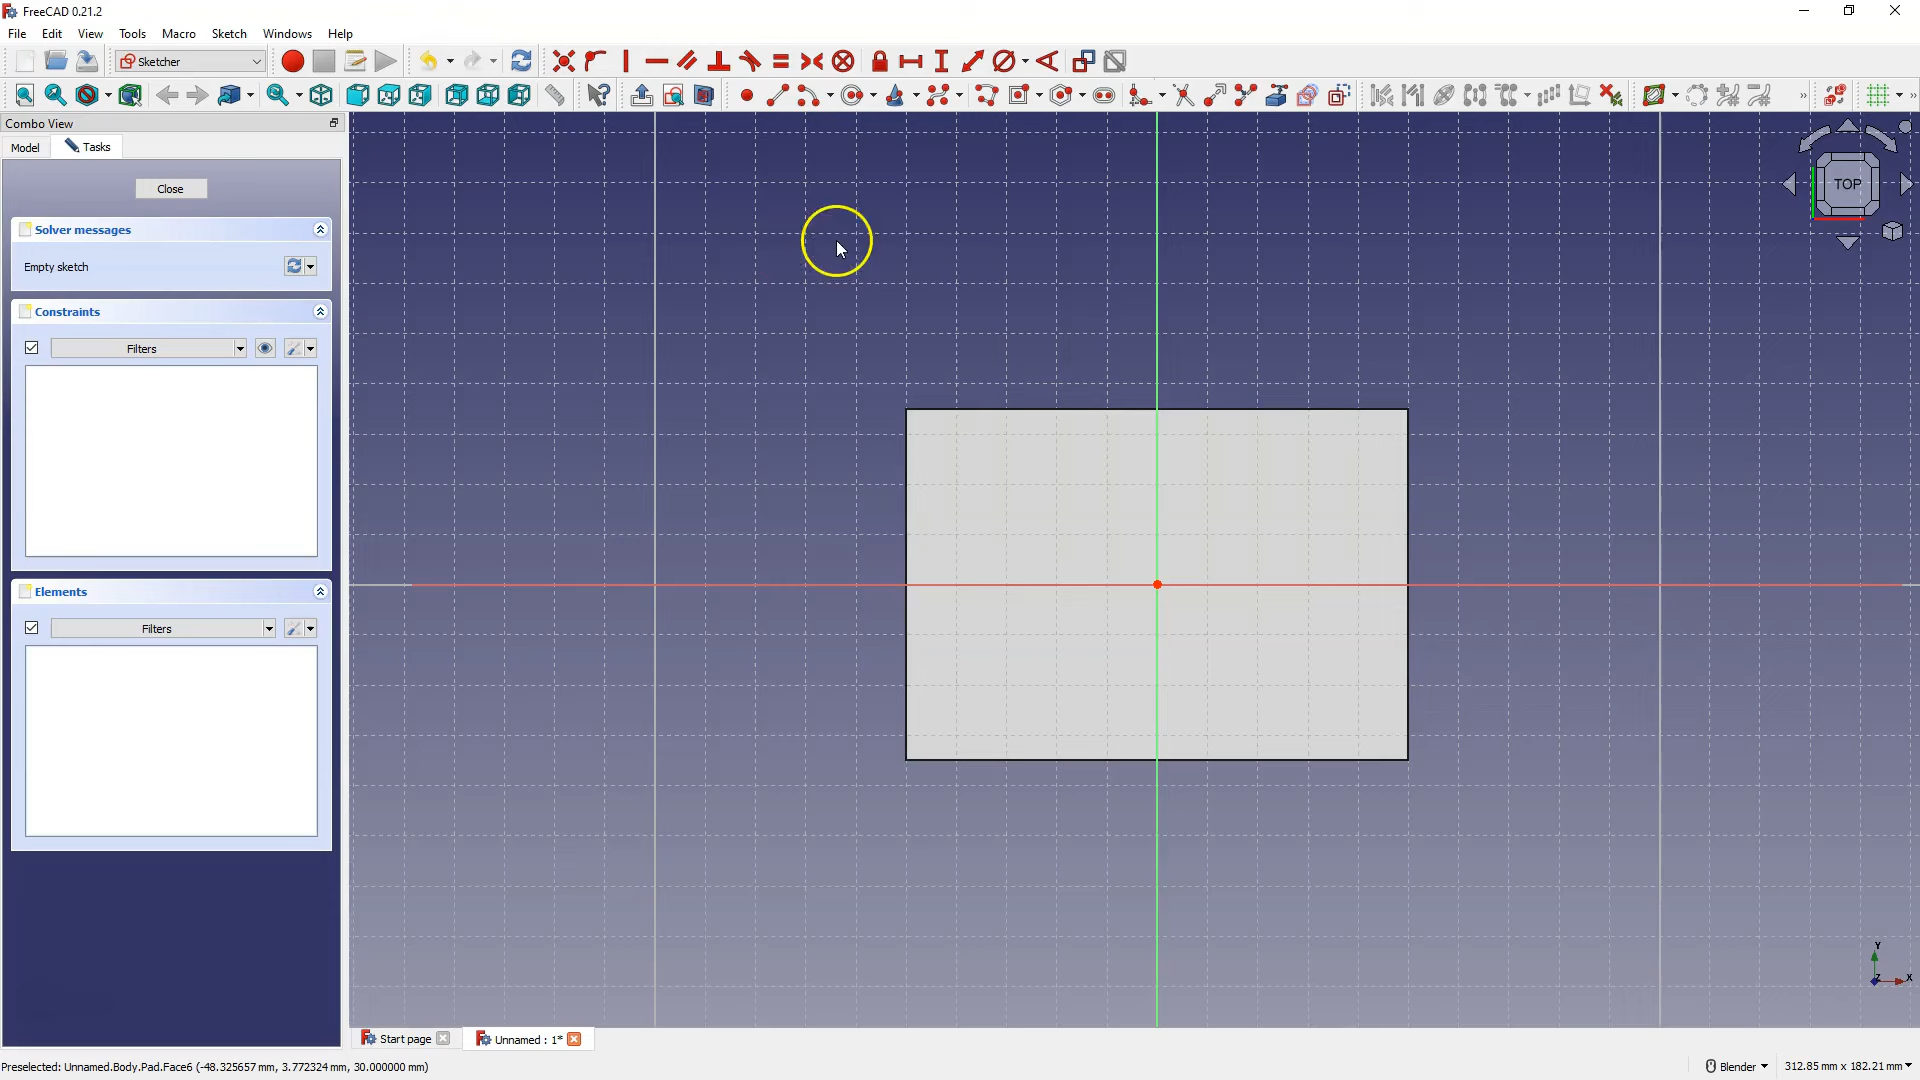 FreeCAD 0.21.2
File Edit View Tools Macro Sketch Windows Help
Sketcher
Combo View
Model Tasks
Close
Solver messages
Empty sketch
Constraints
Filters
Elements
Filters
TOP
Y
Z
X
Start page
Unnamed : 1*
Preselected: Unnamed.Body.Pad.Face6 (-48.325657 mm, 3.772324 mm, 30.000000 mm)
Blender
312.85 mm x 182.21 mm